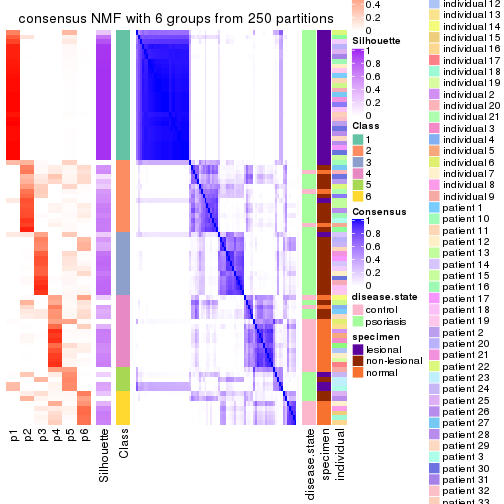 consensus NMF with 6 groups from 250 partitions
p1
p2
p3
p4
p5
p6
Silhouette
Class
disease.state
specimen
individual
0.4
0.2
0
Silhouette
1
0.8
0.6
0.4
0.2
0
Class
1
2
3
4
5
6
Consensus
1
0.8
0.6
0.4
0.2
0
disease.state
control
psoriasis
specimen
lesional
non-lesional
normal
individual 12
individual 13
individual 14
individual 15
individual 16
individual 17
individual 18
individual 19
individual 2
individual 20
individual 21
individual 3
individual 4
individual 5
individual 6
individual 7
individual 8
individual 9
patient 1
patient 10
patient 11
patient 12
patient 13
patient 14
patient 15
patient 16
patient 17
patient 18
patient 19
patient 2
patient 20
patient 21
patient 22
patient 23
patient 24
patient 25
patient 26
patient 27
patient 28
patient 29
patient 3
patient 30
patient 31
patient 32
patient 33